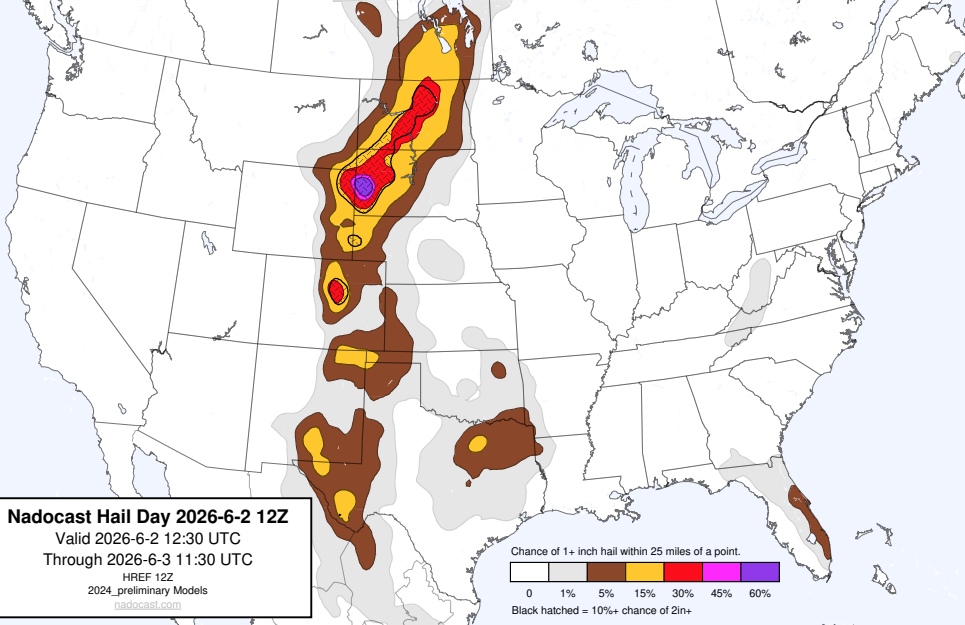 Nadocast Hail Day 2026-6-2 12Z
Valid 2026-6-2 12:30 UTC
Through 2026-6-3 11:30 UTC
HREF 12Z
2024_preliminary Models
nadocast.com
Chance of 1+ inch hail within 25 miles of a point.
0 1% 5% 15% 30% 45% 60%
Black hatched = 10%+ chance of 2in+